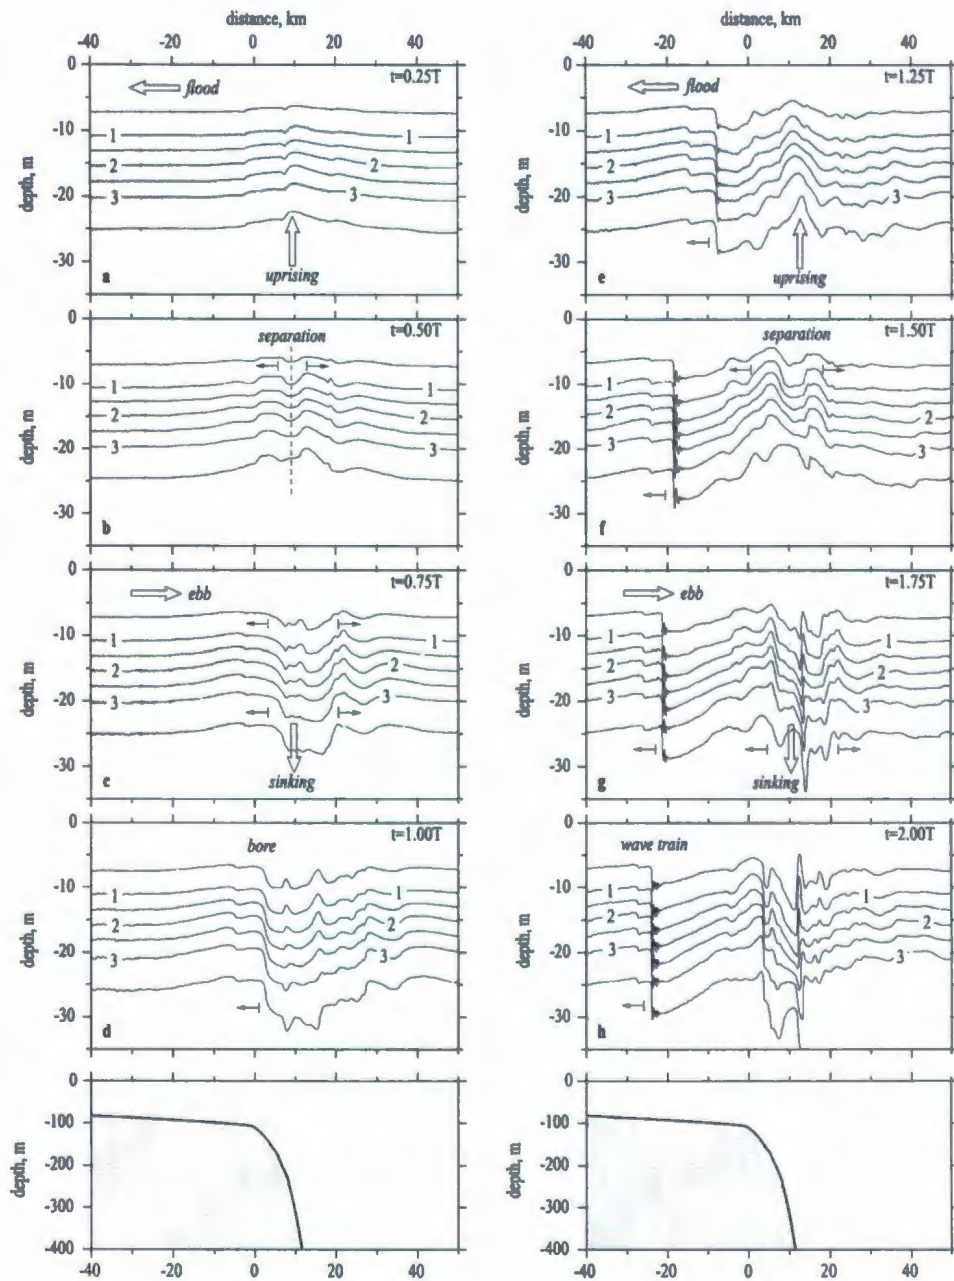 distance, km
-40 -20 0 20 40
0 -10 -20 -30
depth, m
flood
t=0.25T
1 1
2 2
3 3
a
uprising
0 -10 -20 -30
depth, m
separation
t=0.50T
1 1
2 2
3 3
b
0 -10 -20 -30
depth, m
ebb
t=0.75T
1 1
2 2
3 3
c
sinking
0 -10 -20 -30
depth, m
bore
t=1.00T
1 1
2 2
3 3
d
0 -100 -200 -300 -400
depth, m
-40 -20 0 20 40
distance, km
-40 -20 0 20 40
0 -10 -20 -30
depth, m
flood
t=1.25T
1 1
2 2
3 3
e
uprising
0 -10 -20 -30
depth, m
separation
t=1.50T
1 1
2 2
3 3
f
0 -10 -20 -30
depth, m
ebb
t=1.75T
1 1
2 2
3 3
g
sinking
0 -10 -20 -30
depth, m
wave train
t=2.00T
1 1
2 2
3 3
h
0 -100 -200 -300 -400
depth, m
-40 -20 0 20 40